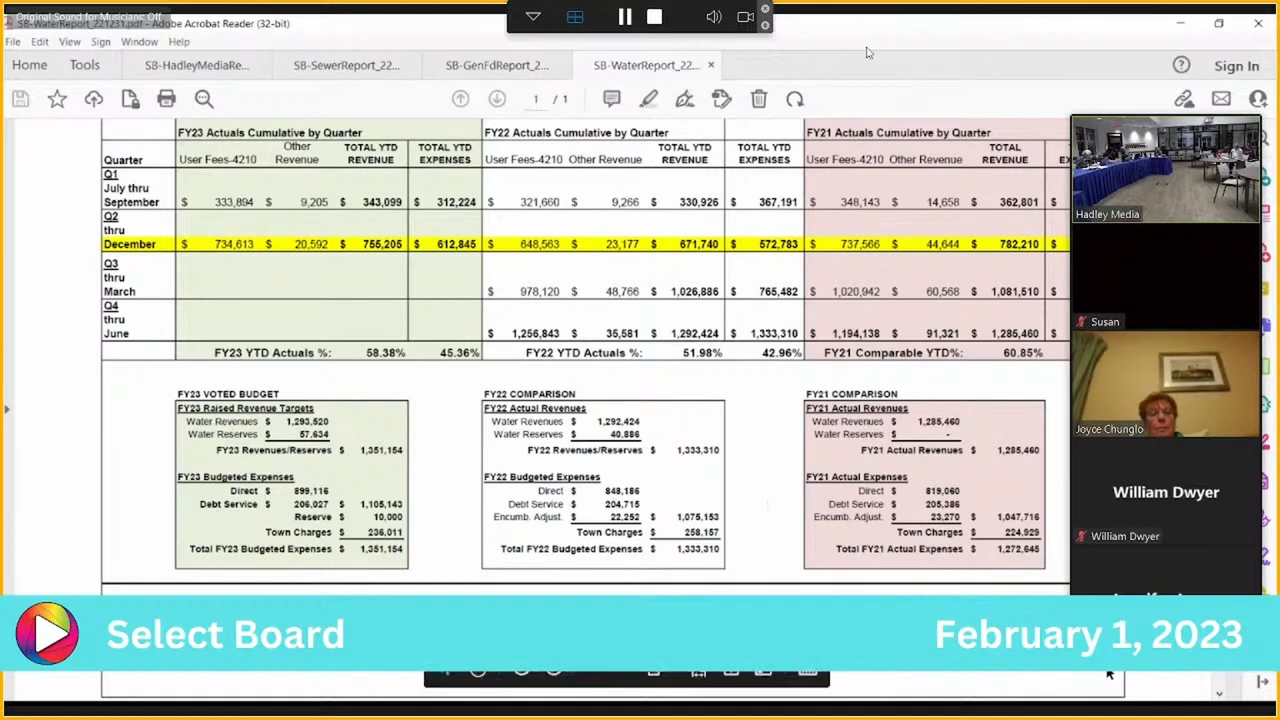 Original Sound for Musicians: Off
SB-WaterReport_221231.pdf - Adobe Acrobat Reader (32-bit)
File Edit View Sign Window Help
Home Tools SB-HadleyMediaRe... SB-SewerReport_22... SB-GenFdReport_2... SB-WaterReport_22... × Sign In
1 / 1
FY23 Actuals Cumulative by Quarter FY22 Actuals Cumulative by Quarter FY21 Actuals Cumulative by Quarter
Quarter User Fees-4210 Other Revenue TOTAL YTD REVENUE TOTAL YTD EXPENSES User Fees-4210 Other Revenue TOTAL YTD REVENUE TOTAL YTD EXPENSES User Fees-4210 Other Revenue TOTAL REVENUE
Q1
July thru
September $ 333,894 $ 9,205 $ 343,099 $ 312,224 $ 321,660 $ 9,266 $ 330,926 $ 367,191 $ 348,143 $ 14,658 $ 362,801 $
Q2
thru
December $ 734,613 $ 20,592 $ 755,205 $ 612,845 $ 648,563 $ 23,177 $ 671,740 $ 572,783 $ 737,566 $ 44,644 $ 782,210 $
Q3
thru
March $ 978,120 $ 48,766 $ 1,026,886 $ 765,482 $ 1,020,942 $ 60,568 $ 1,081,510 $
Q4
thru
June $ 1,256,843 $ 35,581 $ 1,292,424 $ 1,333,310 $ 1,194,138 $ 91,321 $ 1,285,460 $
FY23 YTD Actuals %: 58.38% 45.36% FY22 YTD Actuals %: 51.98% 42.96% FY21 Comparable YTD%: 60.85%
FY23 VOTED BUDGET
FY23 Raised Revenue Targets
Water Revenues $ 1,293,520
Water Reserves $ 57,634
FY23 Revenues/Reserves $ 1,351,154
FY23 Budgeted Expenses
Direct $ 899,116
Debt Service $ 206,027 $ 1,105,143
Reserve $ 10,000
Town Charges $ 236,011
Total FY23 Budgeted Expenses $ 1,351,154
FY22 COMPARISON
FY22 Actual Revenues
Water Revenues $ 1,292,424
Water Reserves $ 40,886
FY22 Revenues/Reserves $ 1,333,310
FY22 Budgeted Expenses
Direct $ 848,186
Debt Service $ 204,715
Encumb. Adjust. $ 22,252 $ 1,075,153
Town Charges $ 258,157
Total FY22 Budgeted Expenses $ 1,333,310
FY21 COMPARISON
FY21 Actual Revenues
Water Revenues $ 1,285,460
Water Reserves $ -
FY21 Actual Revenues $ 1,285,460
FY21 Actual Expenses
Direct $ 819,060
Debt Service $ 205,386
Encumb. Adjust. $ 23,270 $ 1,047,716
Town Charges $ 224,929
Total FY21 Actual Expenses $ 1,272,645
Hadley Media
Susan
Joyce Chunglo
William Dwyer
William Dwyer
Select Board February 1, 2023